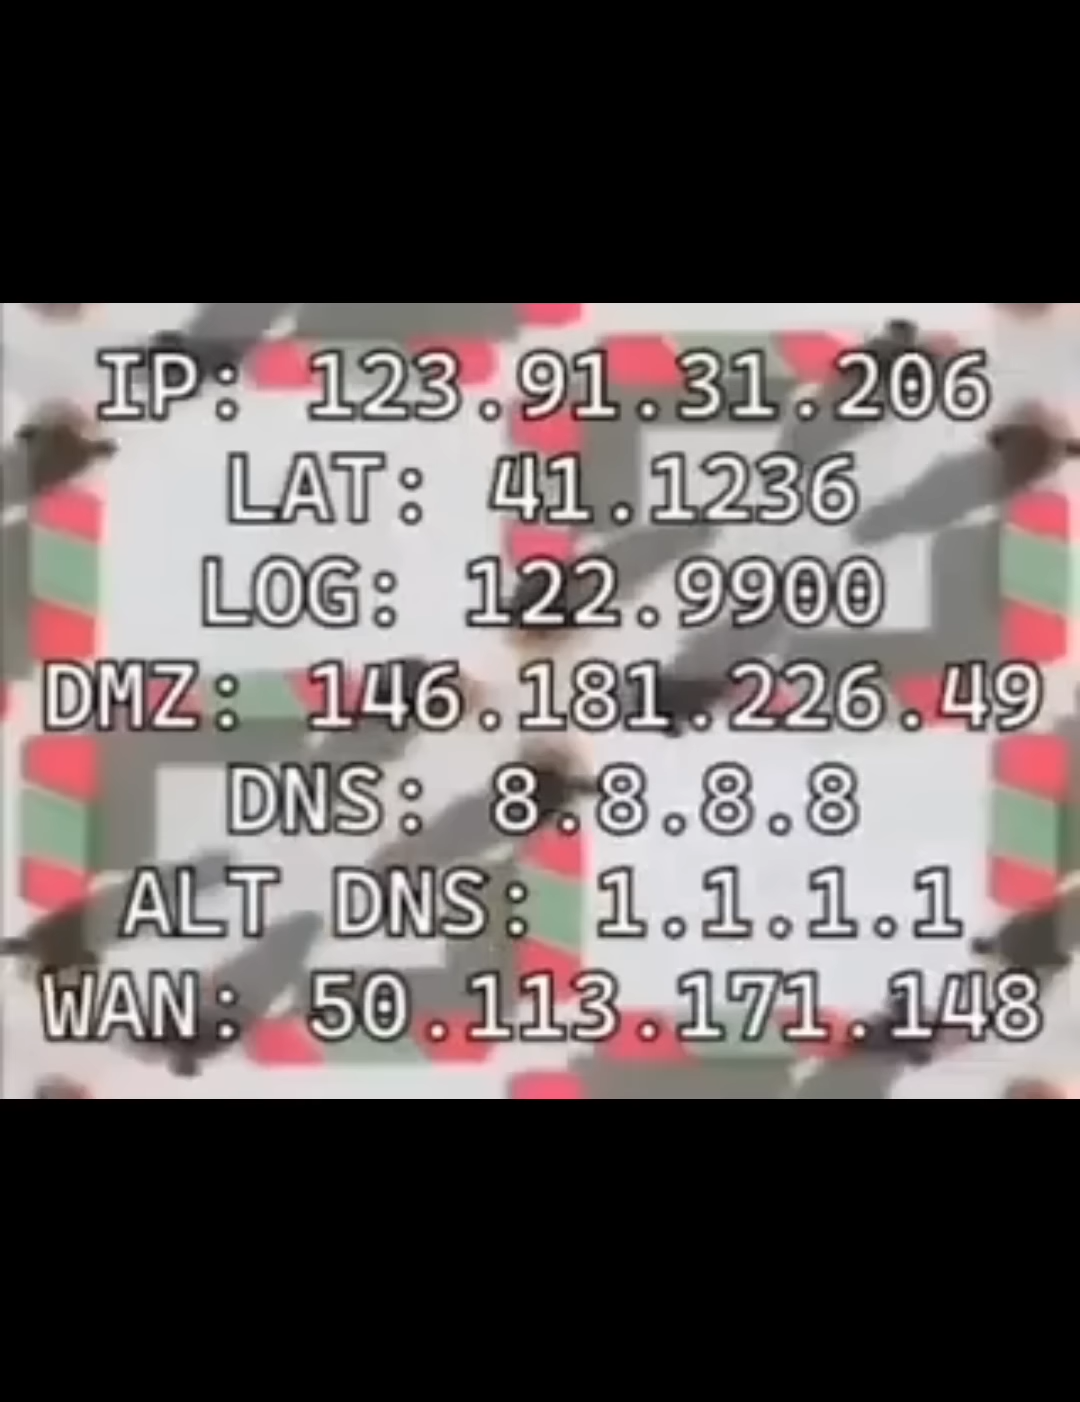 IP: 123.91.31.206
LAT: 41.1236
LOG: 122.9900
DMZ: 146.181.226.49
DNS: 8.8.8.8
ALT DNS: 1.1.1.1
WAN: 50.113.171.148